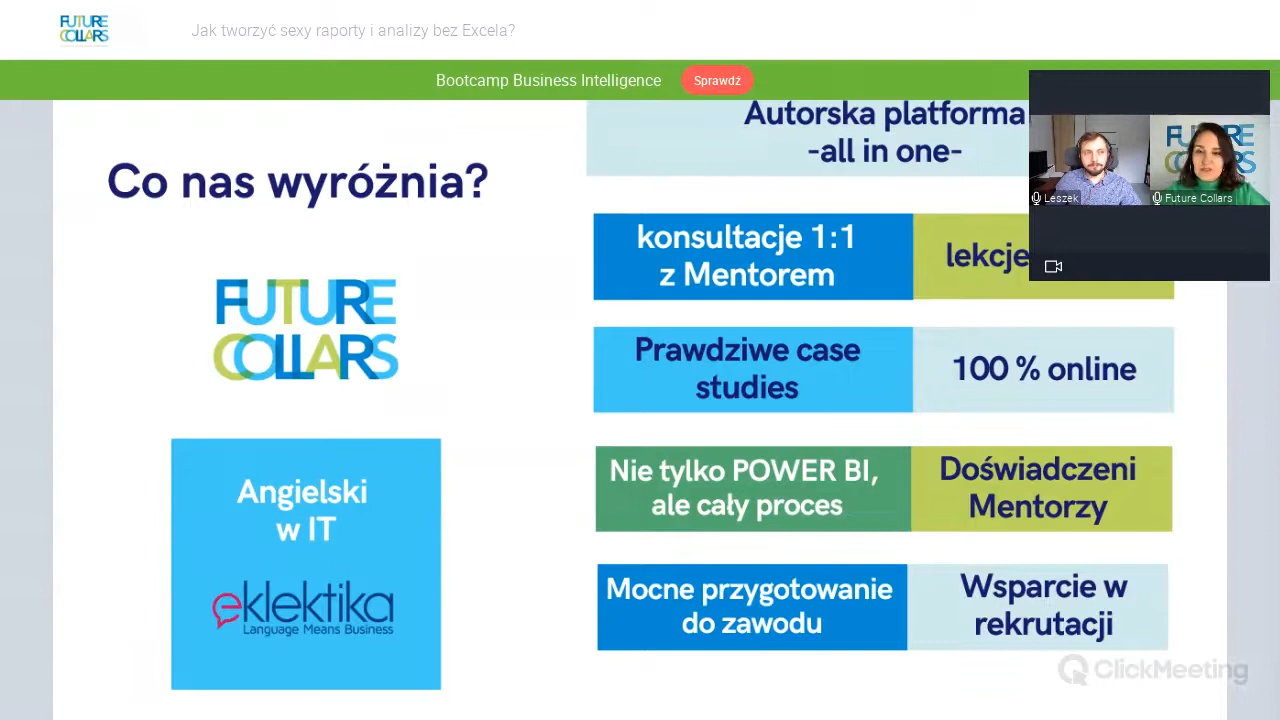 FUTURE
COLLARS
Jak tworzyć sexy raporty i analizy bez Excela?
Bootcamp Business Intelligence
Sprawdź
Autorska platforma
-all in one-
FUTURE
COLLARS
Leszek
Future Collars
Co nas wyróżnia?
FUTURE
COLLARS
Angielski
w IT
eklektika
Language Means Business
konsultacje 1:1
z Mentorem
lekcje
Prawdziwe case
studies
100 % online
Nie tylko POWER BI,
ale cały proces
Doświadczeni
Mentorzy
Mocne przygotowanie
do zawodu
Wsparcie w
rekrutacji
ClickMeeting